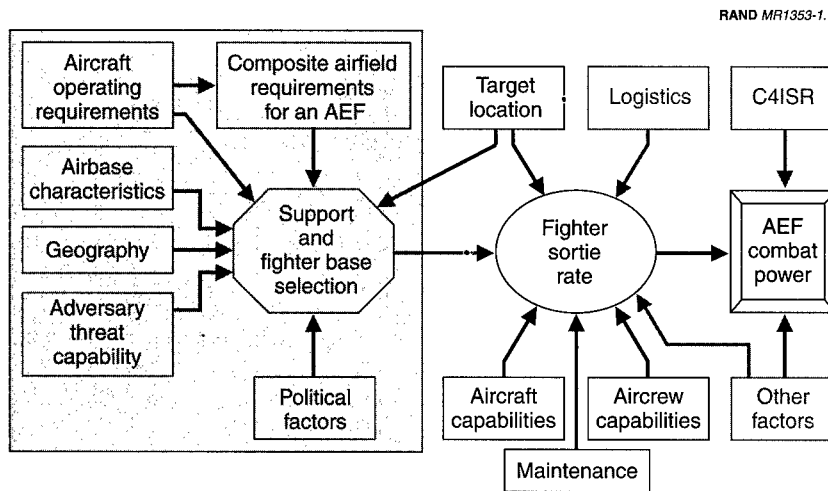 RAND MR1353-1.
Aircraft
operating
requirements
Composite airfield
requirements
for an AEF
Target
location
Logistics
C4ISR
Airbase
characteristics
Geography
Adversary
threat
capability
Support
and
fighter base
selection
Fighter
sortie
rate
AEF
combat
power
Political
factors
Aircraft
capabilities
Aircrew
capabilities
Other
factors
Maintenance